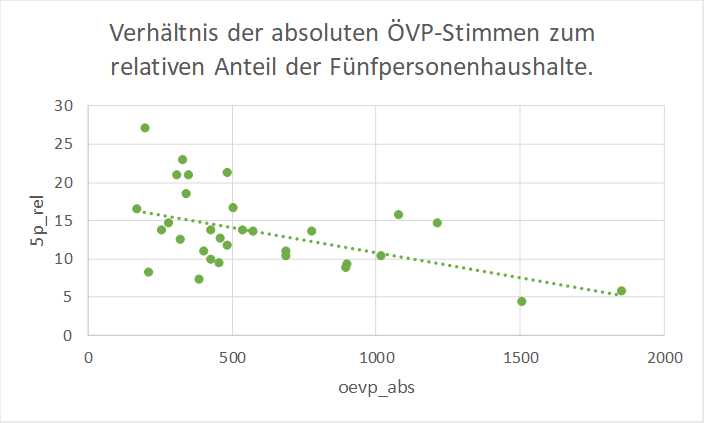 Verhältnis der absoluten ÖVP-Stimmen zum
relativen Anteil der Fünfpersonenhaushalte.
30
25
20
15
10
5
0
5p_rel
0 500 1000 1500 2000
oevp_abs